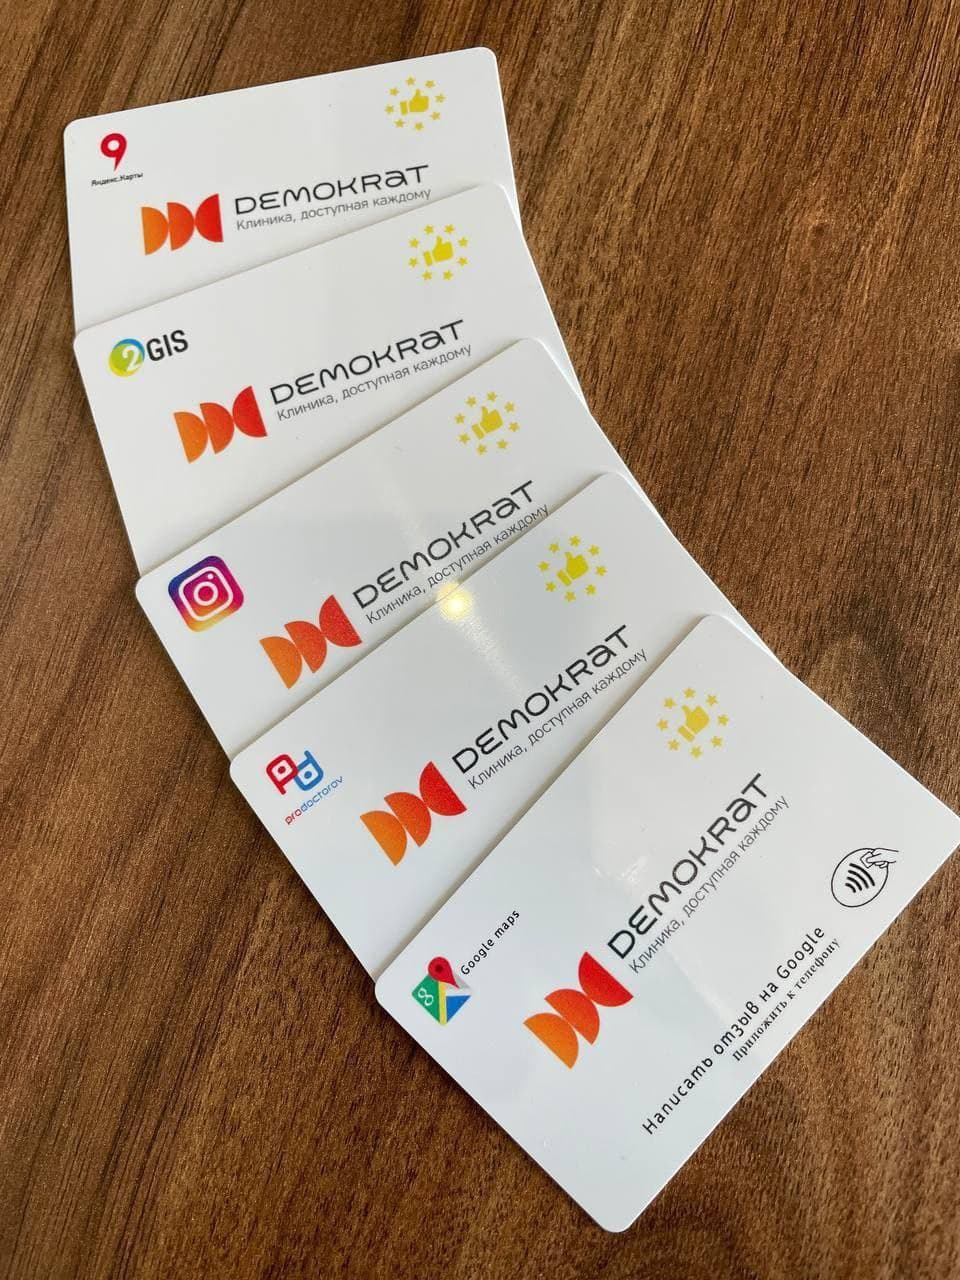 Яндекс.Карты
DEMOKRAT
Клиника, доступная каждому
2GIS
DEMOKRAT
Клиника, доступная каждому
DEMOKRAT
Клиника, доступная каждому
Pd
prodoctorov
DEMOKRAT
Клиника, доступная каждому
g
Google maps
DEMOKRAT
Клиника, доступная каждому
Написать отзыв на Google
Приложить к телефону